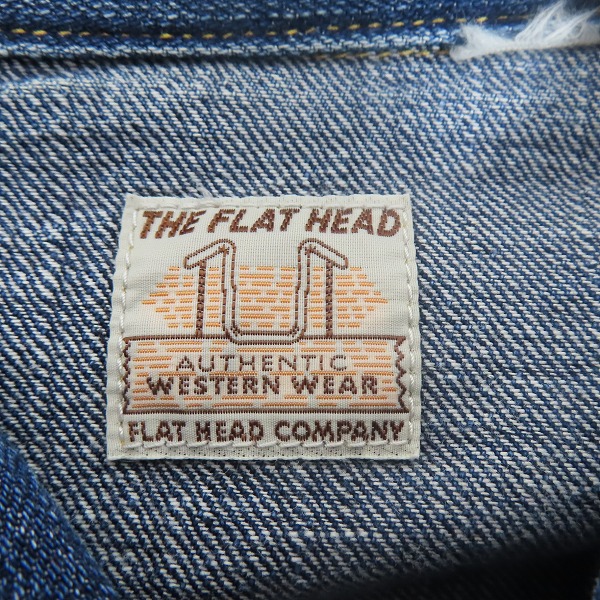 THE FLAT HEAD
AUTHENTIC
WESTERN WEAR
FLAT HEAD COMPANY